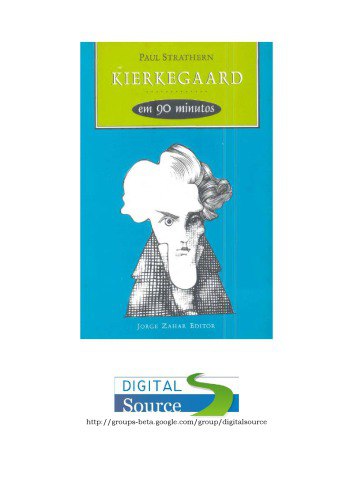 PAUL STRATHERN
KIERKEGAARD
em 90 minutos
JORGE ZAHAR EDITOR
DIGITAL
Source
http://groups-beta.google.com/group/digitalsource